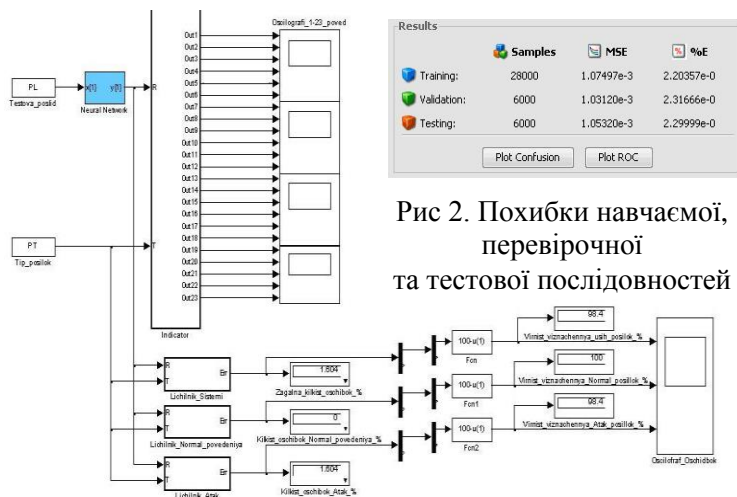 Oscilografi_1-23_poved
Out1
Out2
Out3
Out4
Out5
Out6
Out7
Out8
Out9
Out10
Out11
Out12
Out13
Out14
Out15
Out16
Out17
Out18
Out19
Out20
Out21
Out22
Out23
PL
Testova_poslid
x{1} y{1}
Neural Network
R
PT
Tip_posilok
T
Indicator
Results
Samples MSE %E
Training: 28000 1.07497e-3 2.20357e-0
Validation: 6000 1.03120e-3 2.31666e-0
Testing: 6000 1.05320e-3 2.29999e-0
Plot Confusion Plot ROC
Рис 2. Похибки навчаємої,
перевірочної
та тестової послідовностей
R
T
Err
Lichilnik_Sistemi
1.604
Zagalna_kilkist_oschibok_%
100-u(1)
Fcn
98.4
Virnist_viznachennya_usih_posilok_%
R
T
Err
Lichilnik_Normal_povedeniya
0
Kilkist_oschibok_Normal_povedeniya_%
100-u(1)
Fcn1
100
Virnist_viznachennya_Normal_posilok_%
R
T
Err
Lichilnik_Atak
1.604
Kilkist_oschibok_Atak_%
100-u(1)
Fcn2
98.4
Virnist_viznachennya_Atak_posilok_%
Oscilofraf_Oschidbok